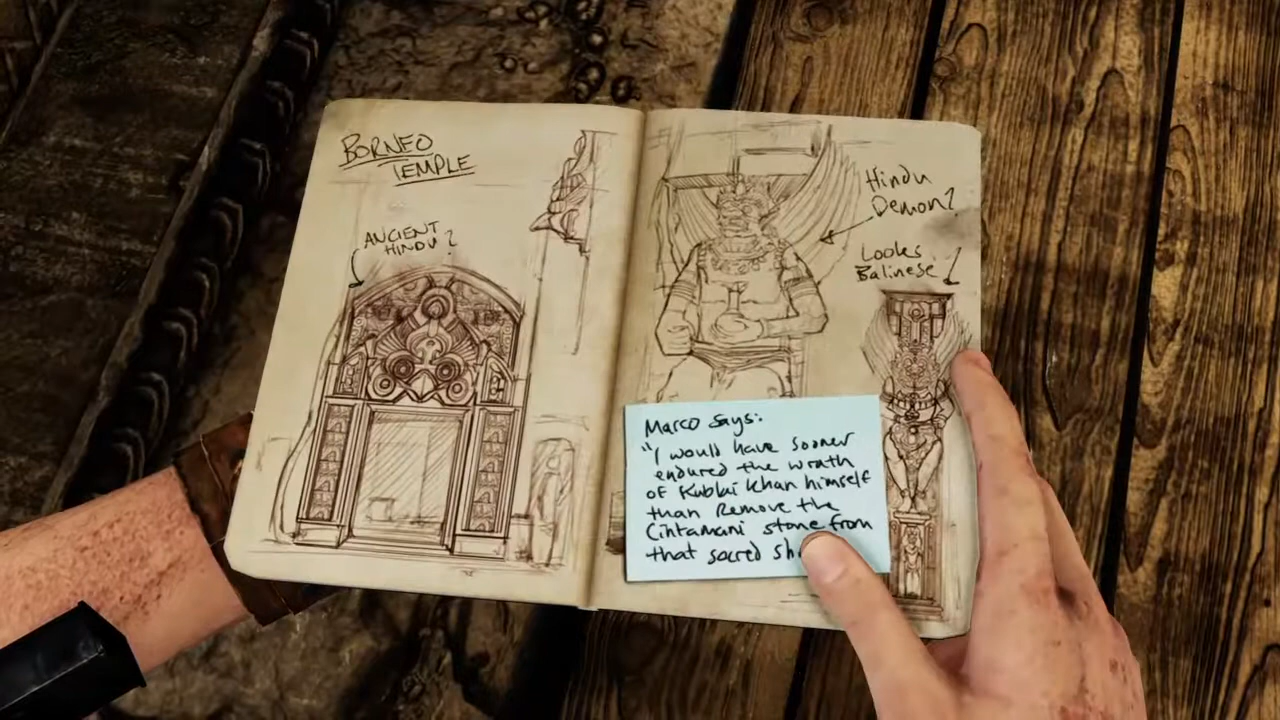 BORNEO
TEMPLE
ANCIENT
HINDU?
Hindu
Demon?
Looks
Balinese
Marco says:
"I would have sooner
endured the wrath
of Kublai Khan himself
than Remove the
Cintamani stone from
that sacred